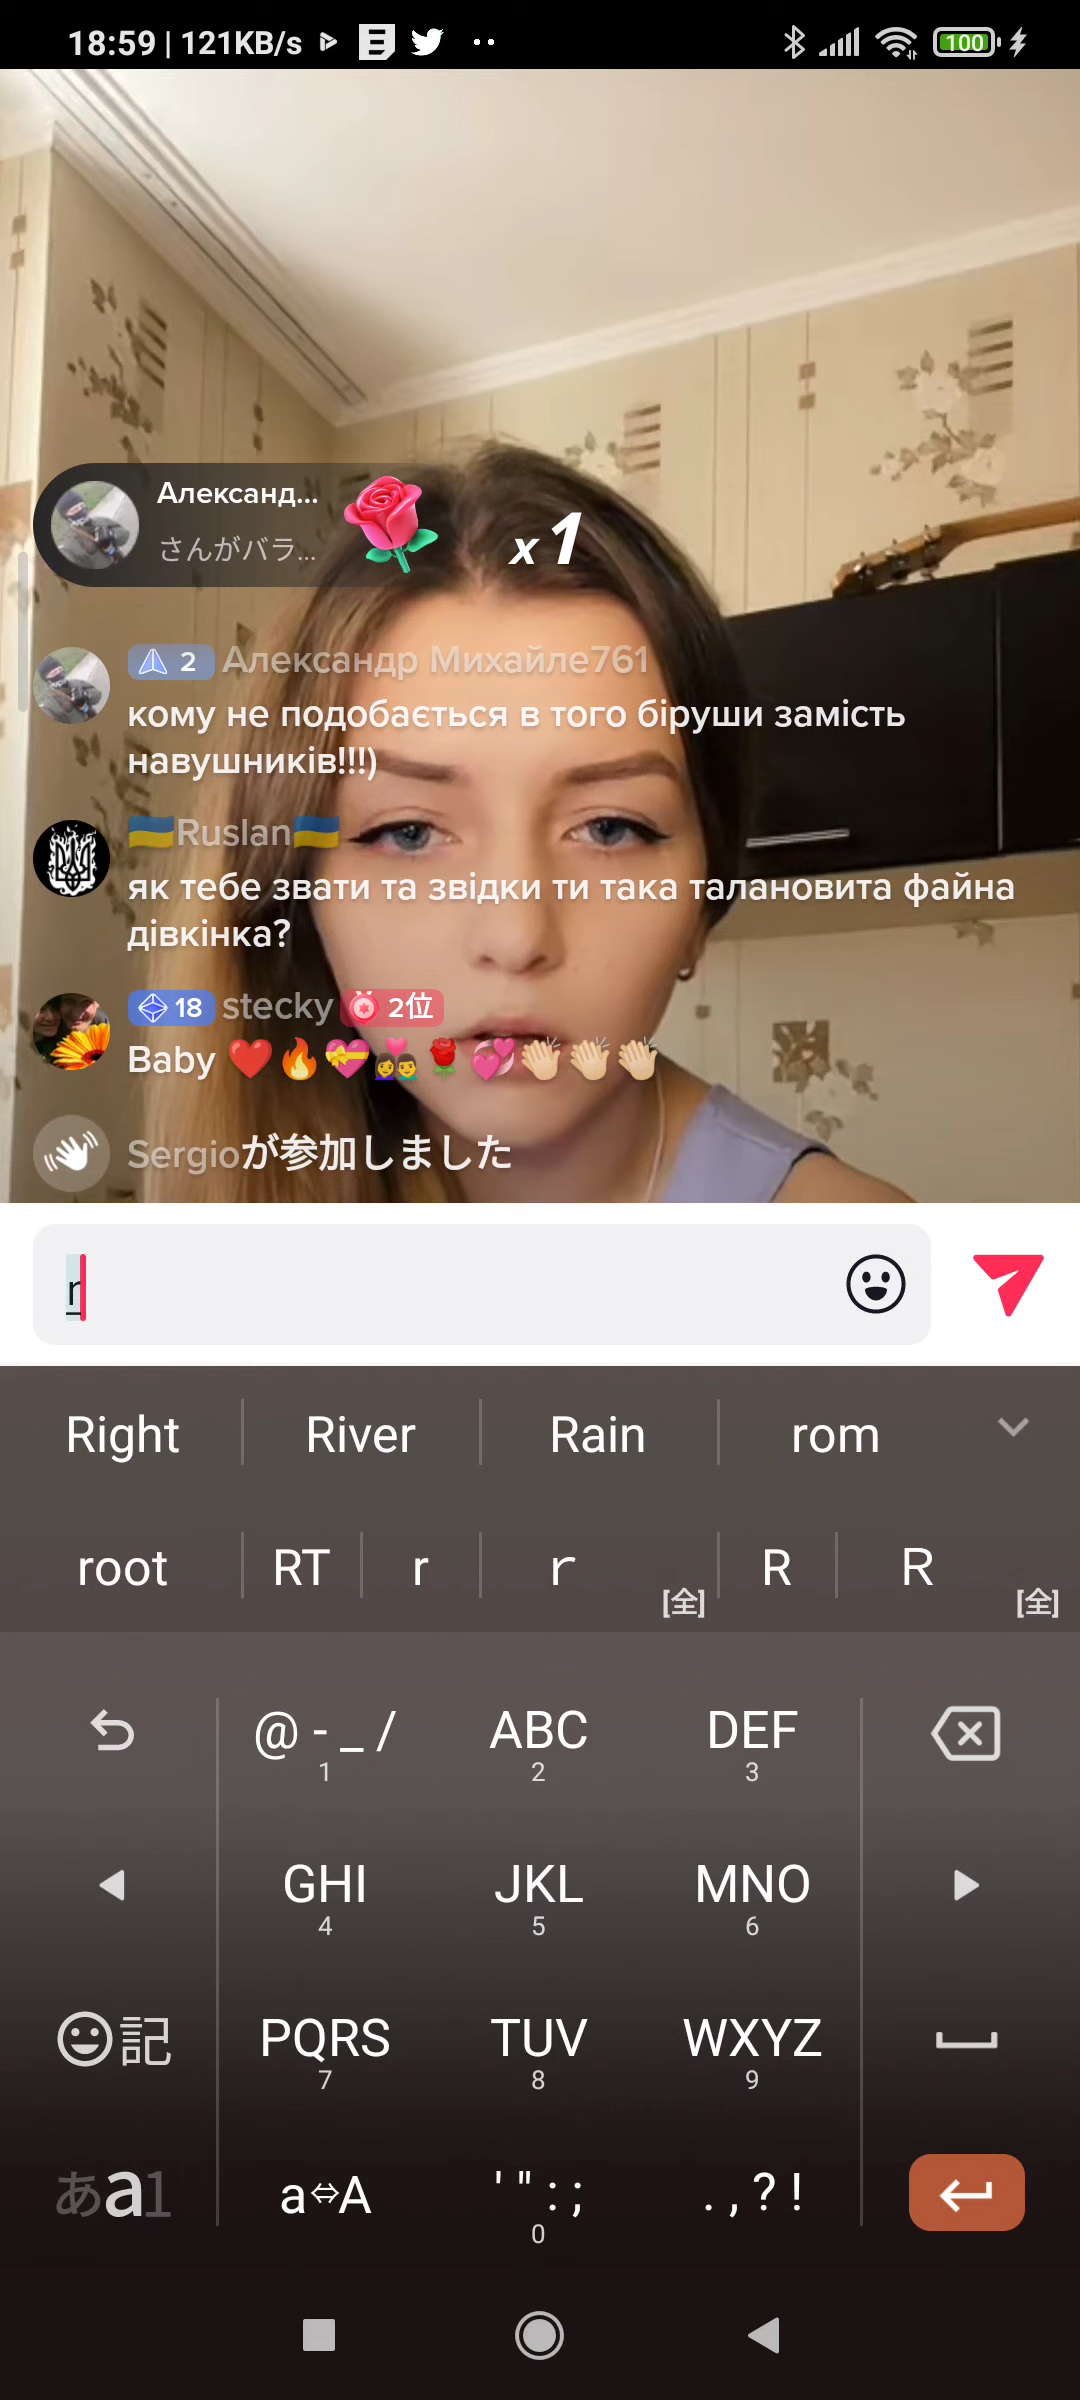 18:59 | 121KB/s
100
Александ...
さんがバラ...
x 1
2 Александр Михайле761
кому не подобається в того біруши замість
навушників!!!)
🇺🇦Ruslan🇺🇦
як тебе звати та звідки ти така талановита файна
дівкінка?
18 stecky 2位
Baby ❤️🔥💝👩‍❤️‍👨🌹💞👏🏻👏🏻👏🏻
Sergioが参加しました
r
Right River Rain rom
root RT r ｒ [全] R Ｒ [全]
@ - _ / ABC DEF
1 2 3
GHI JKL MNO
4 5 6
記 PQRS TUV WXYZ
7 8 9
あa1 a⇔A ' " : ; . , ? !
0